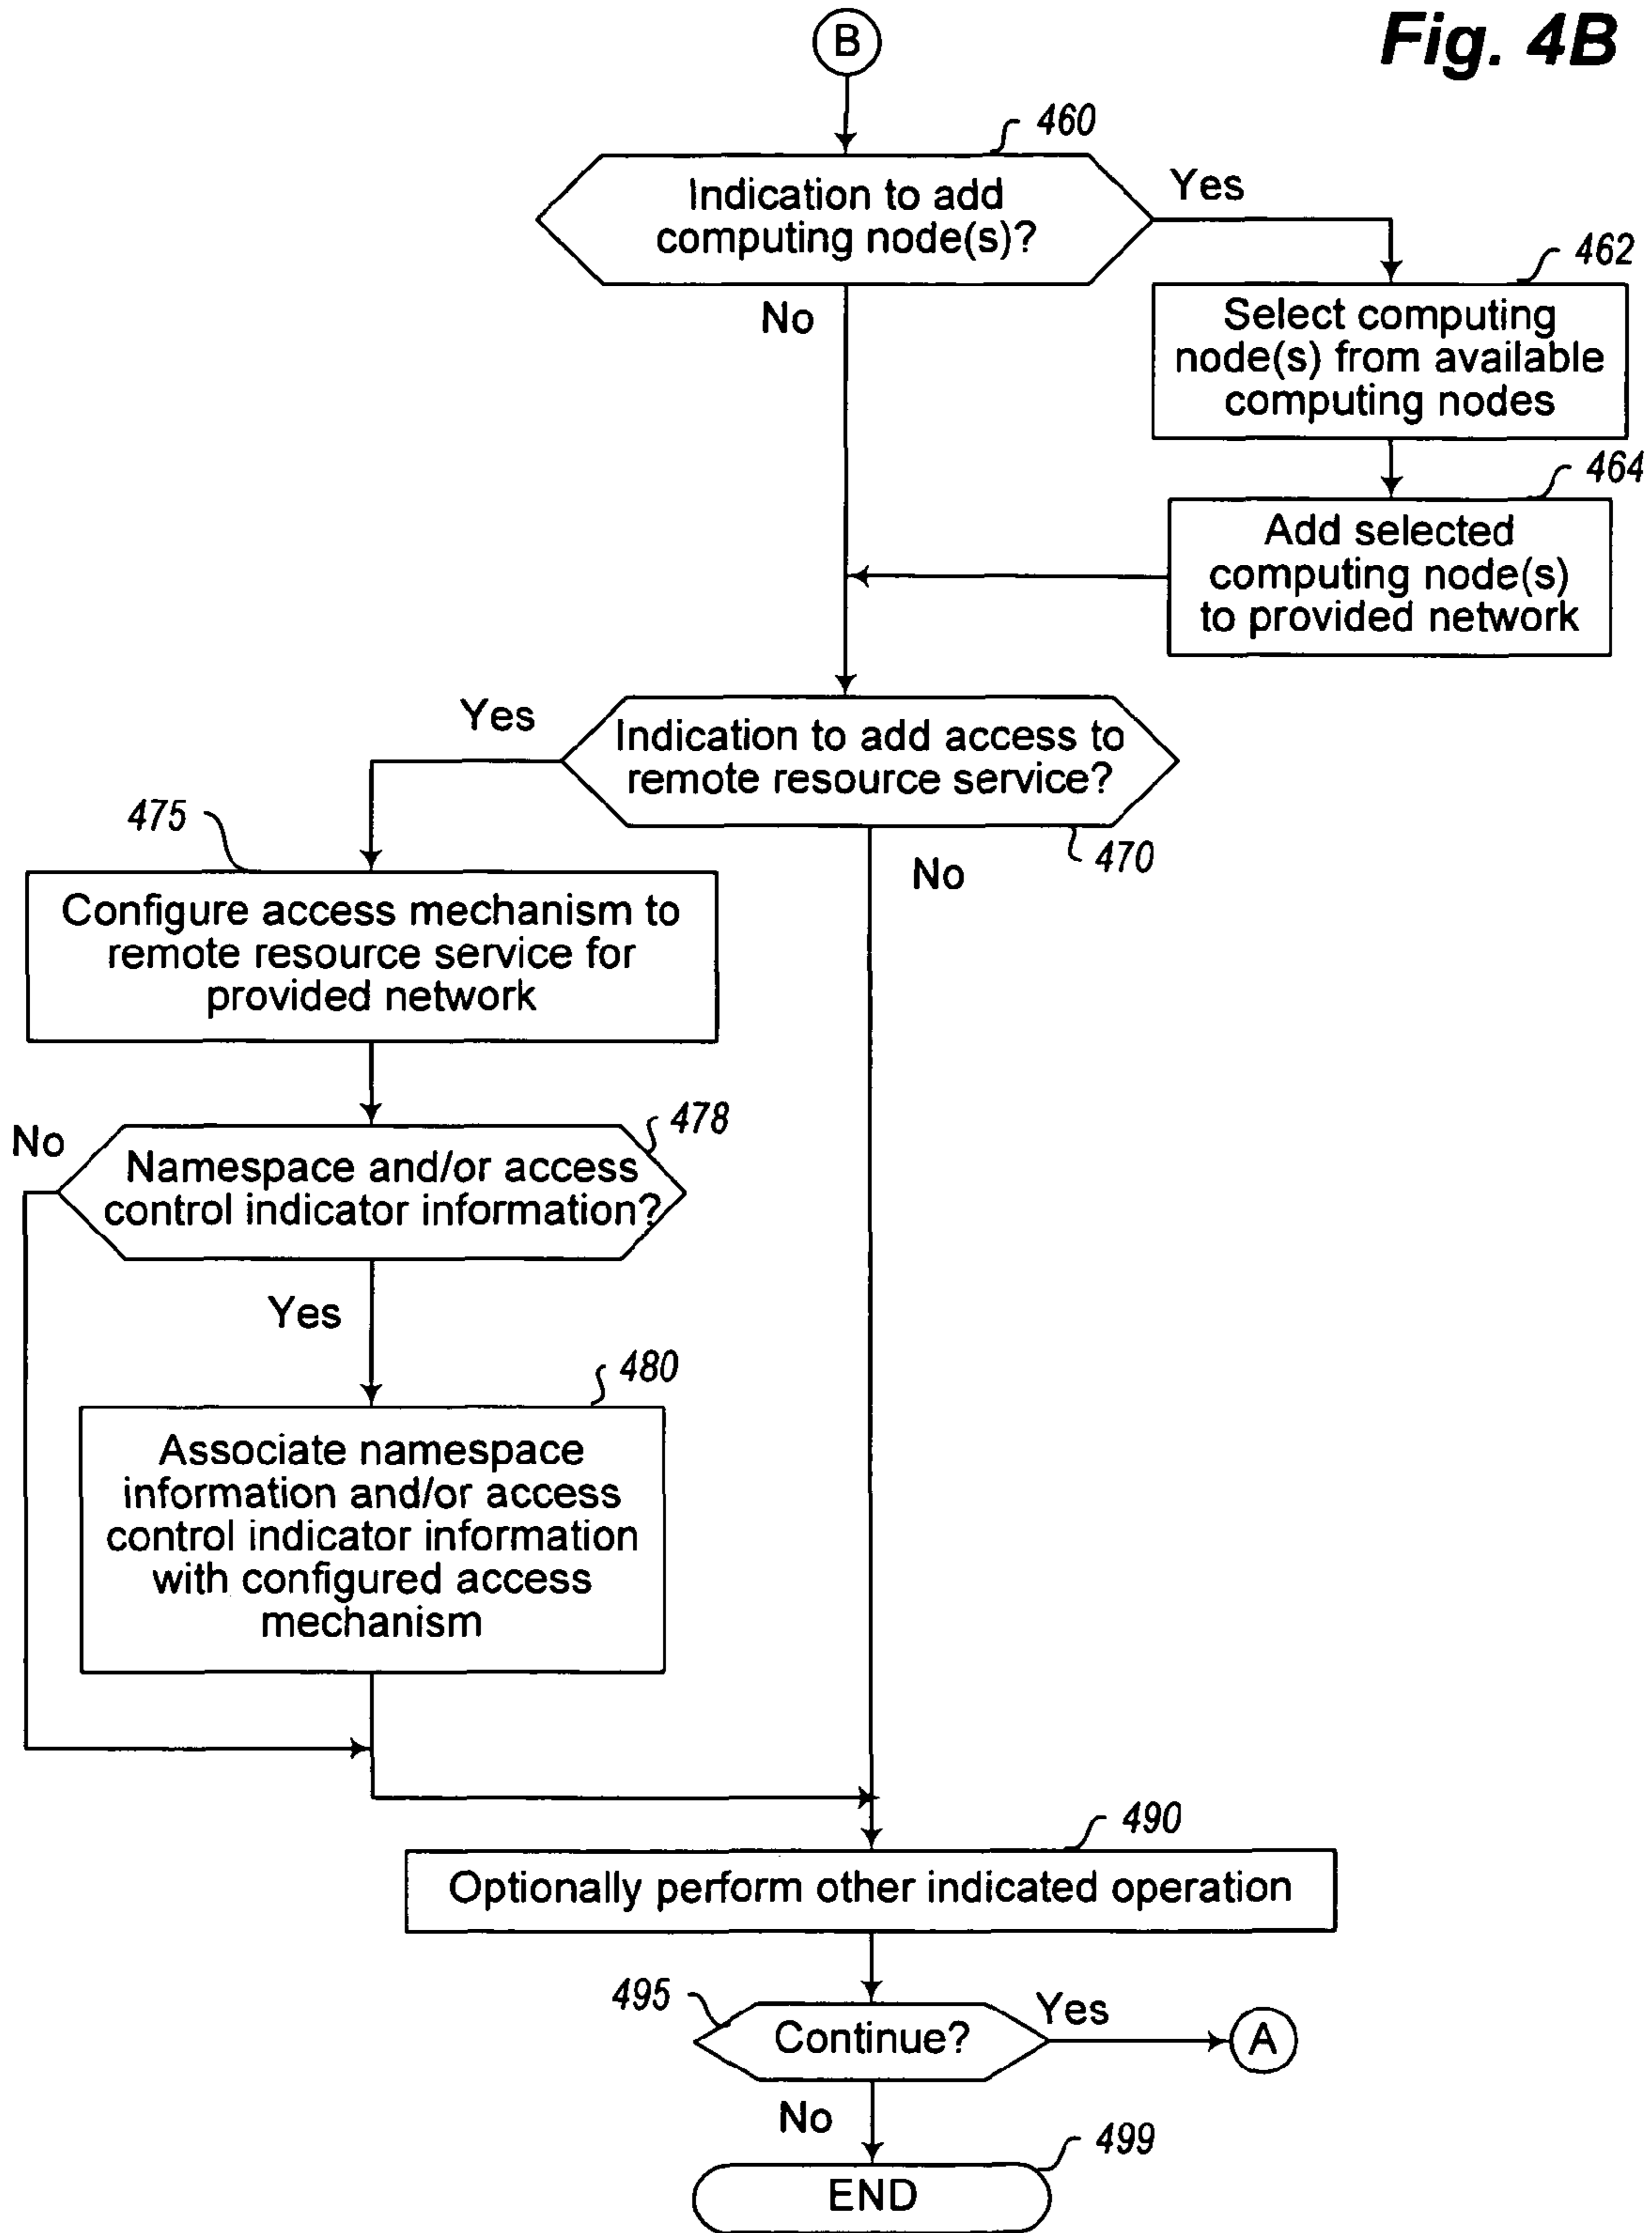 Fig. 4B
B
460
Indication to add
computing node(s)?
Yes
No
462
Select computing
node(s) from available
computing nodes
464
Add selected
computing node(s)
to provided network
Yes
Indication to add access to
remote resource service?
470
No
475
Configure access mechanism to
remote resource service for
provided network
478
No
Namespace and/or access
control indicator information?
Yes
480
Associate namespace
information and/or access
control indicator information
with configured access
mechanism
490
Optionally perform other indicated operation
495
Continue?
Yes
A
No
499
END